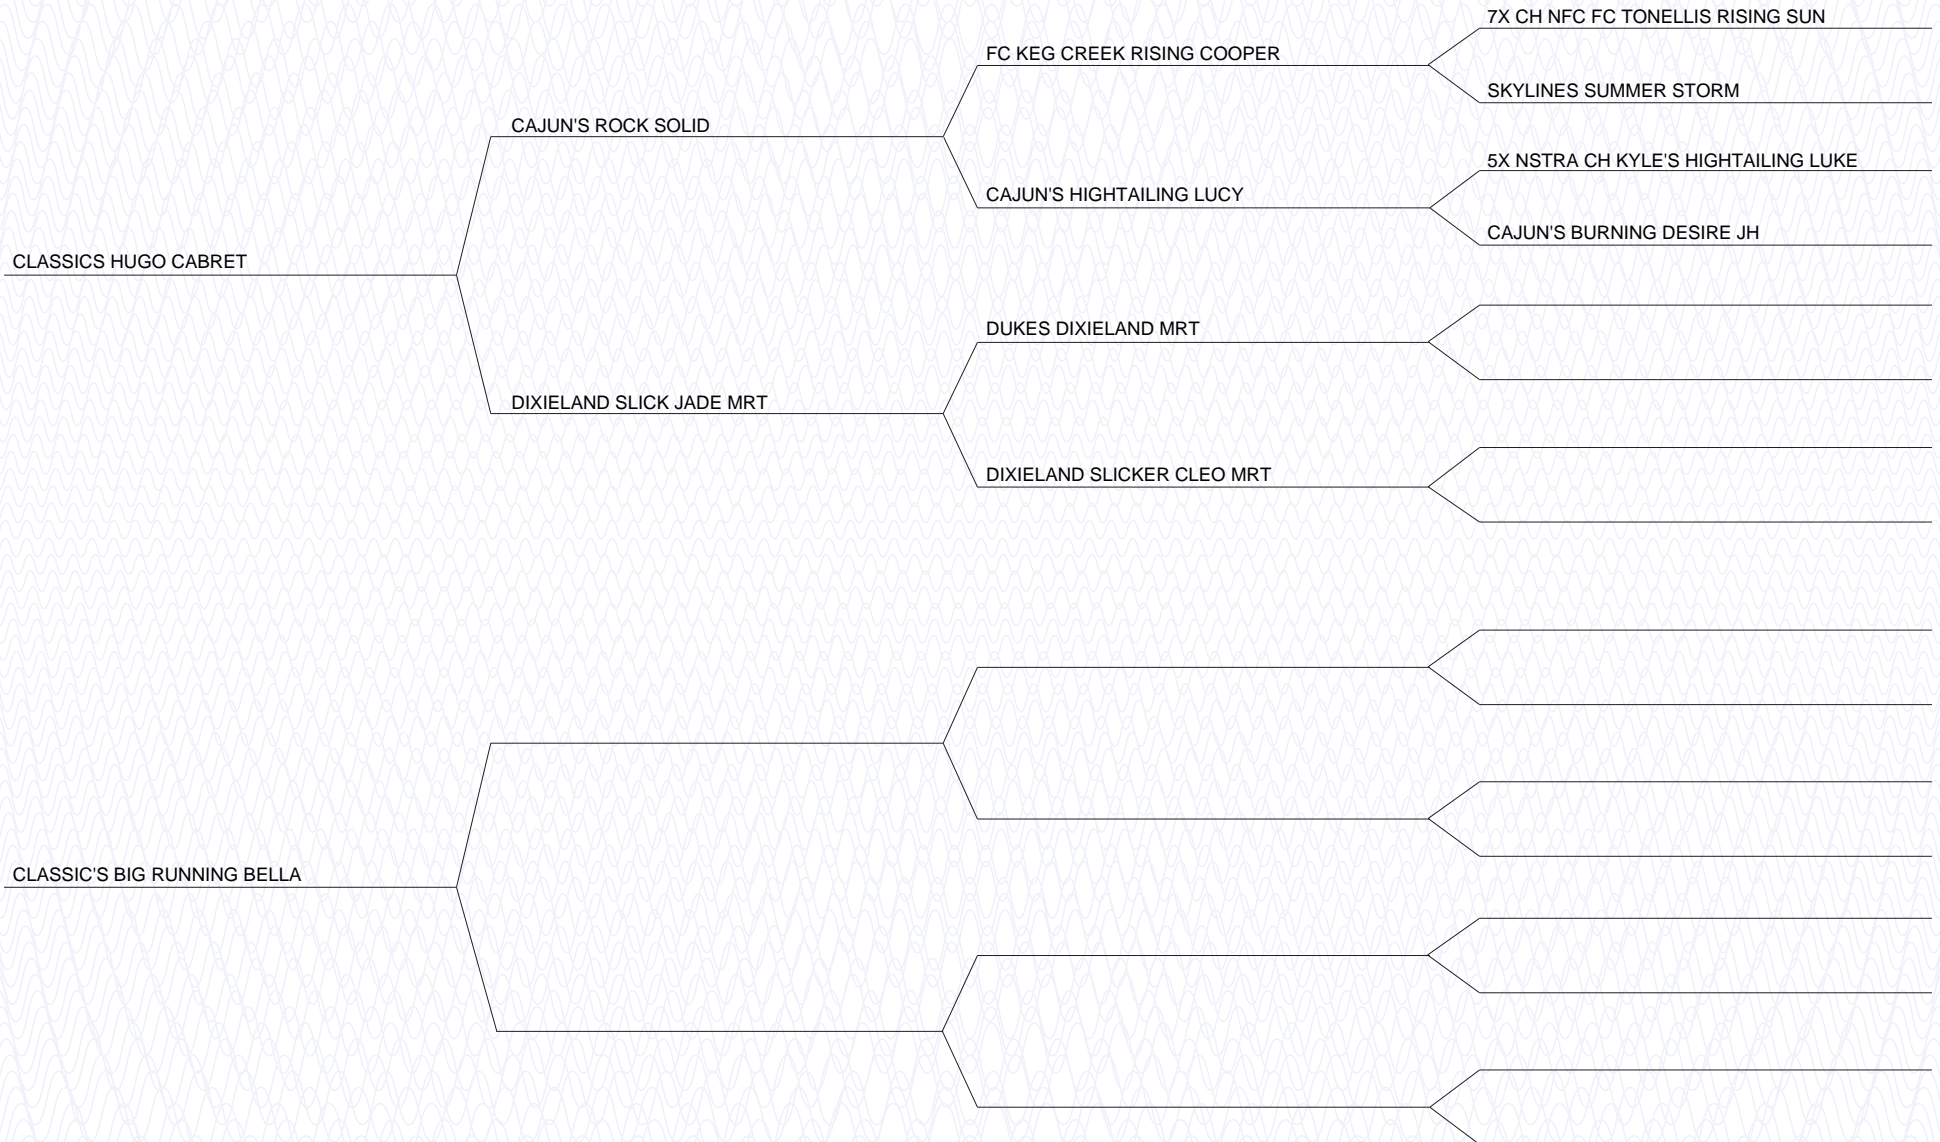 7X CH NFC FC TONELLIS RISING SUN
FC KEG CREEK RISING COOPER
SKYLINES SUMMER STORM
CAJUN'S ROCK SOLID
5X NSTRA CH KYLE'S HIGHTAILING LUKE
CAJUN'S HIGHTAILING LUCY
CAJUN'S BURNING DESIRE JH
CLASSICS HUGO CABRET
DUKES DIXIELAND MRT
DIXIELAND SLICK JADE MRT
DIXIELAND SLICKER CLEO MRT
CLASSIC'S BIG RUNNING BELLA